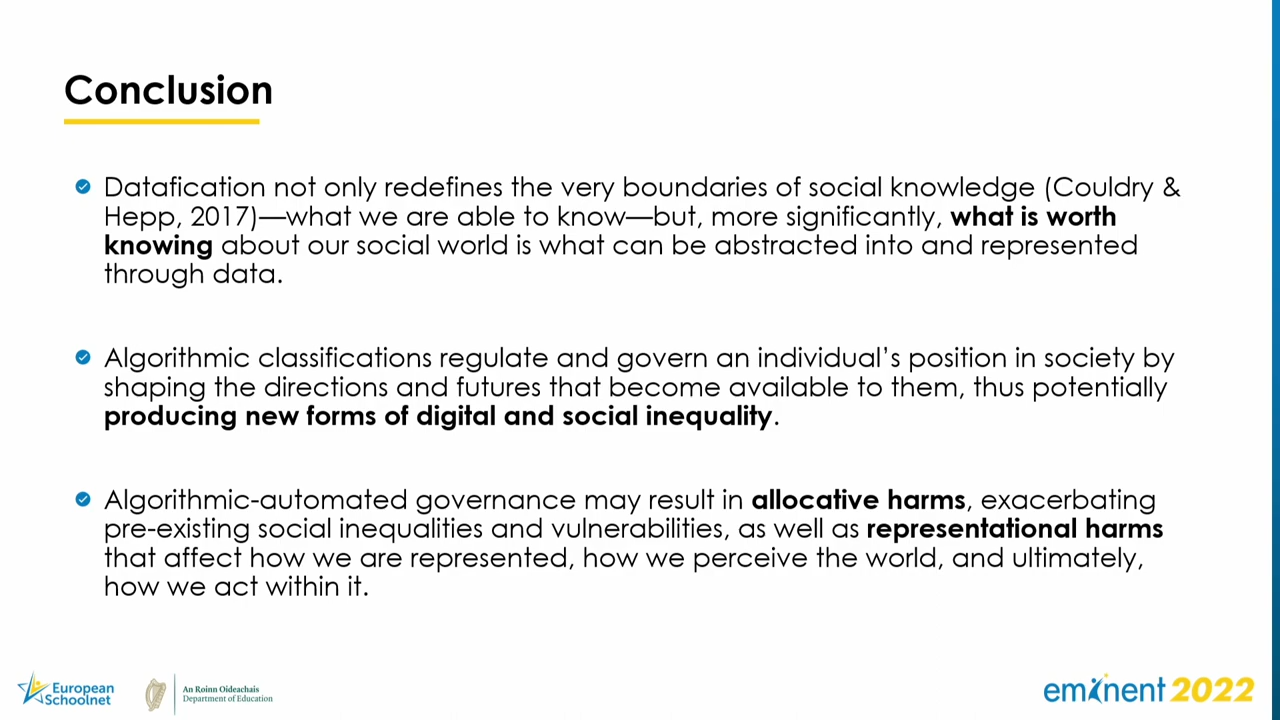 Conclusion
Datafication not only redefines the very boundaries of social knowledge (Couldry &
Hepp, 2017)—what we are able to know—but, more significantly, what is worth
knowing about our social world is what can be abstracted into and represented
through data.
Algorithmic classifications regulate and govern an individual’s position in society by
shaping the directions and futures that become available to them, thus potentially
producing new forms of digital and social inequality.
Algorithmic-automated governance may result in allocative harms, exacerbating
pre-existing social inequalities and vulnerabilities, as well as representational harms
that affect how we are represented, how we perceive the world, and ultimately,
how we act within it.
European
Schoolnet
An Roinn Oideachais
Department of Education
eminent 2022